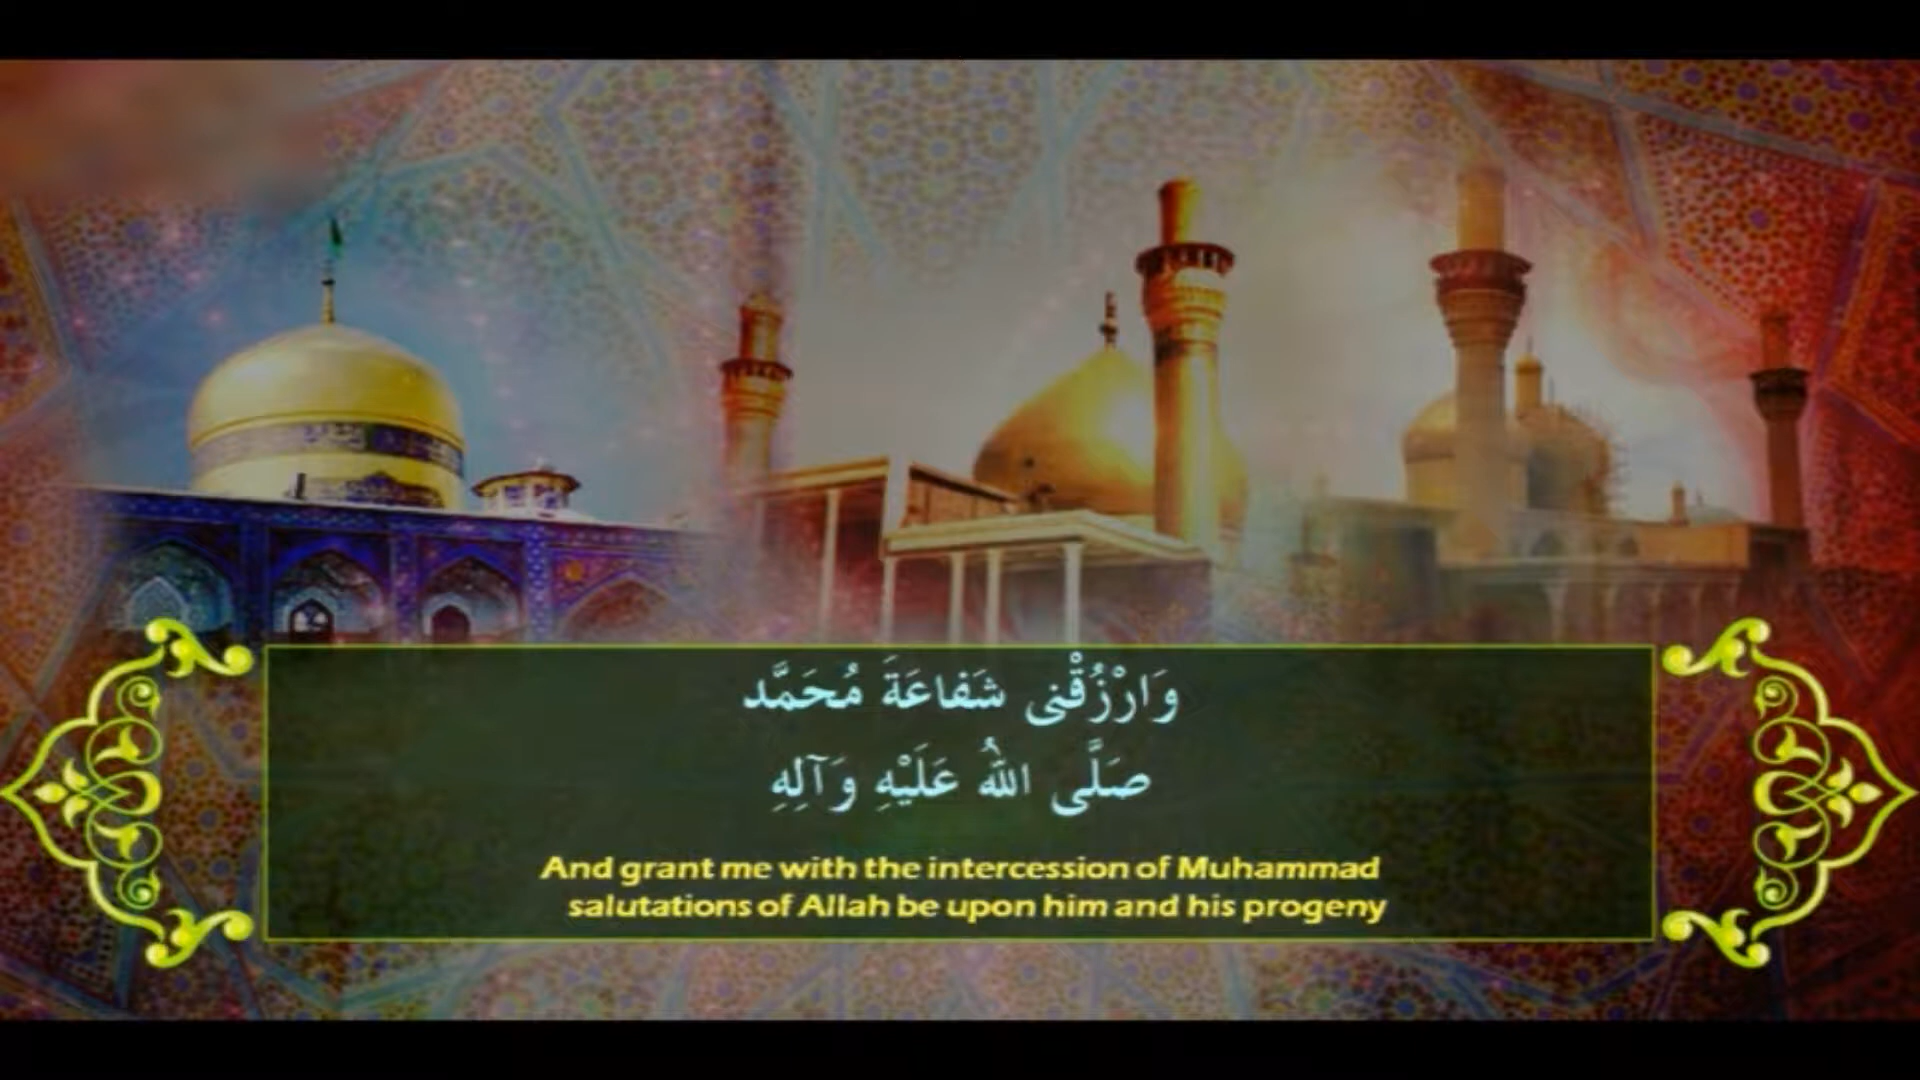 وَارْزُقْنى شَفاعَةَ مُحَمَّد
صَلَّى اللهُ عَلَيْهِ وَآلِهِ
And grant me with the intercession of Muhammad
salutations of Allah be upon him and his progeny